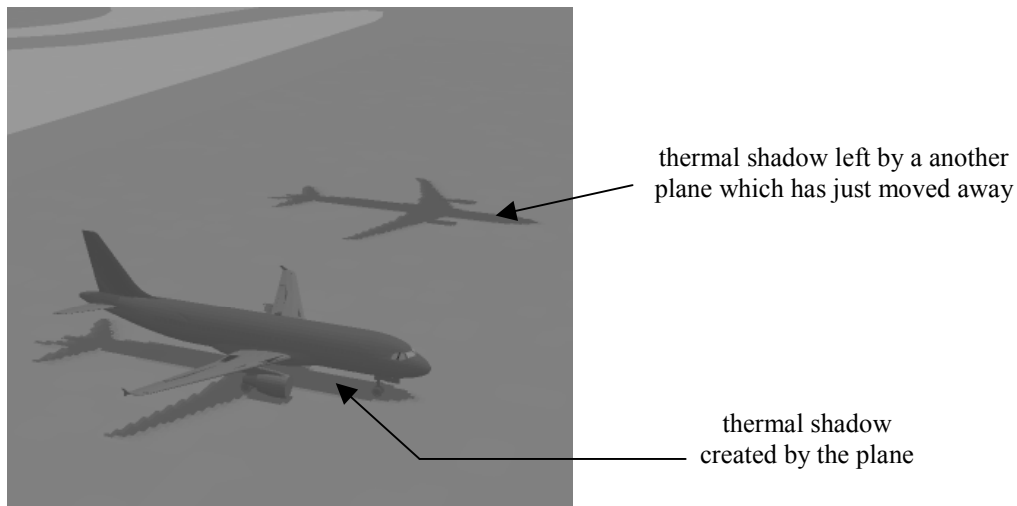 thermal shadow left by a another
plane which has just moved away
thermal shadow
created by the plane